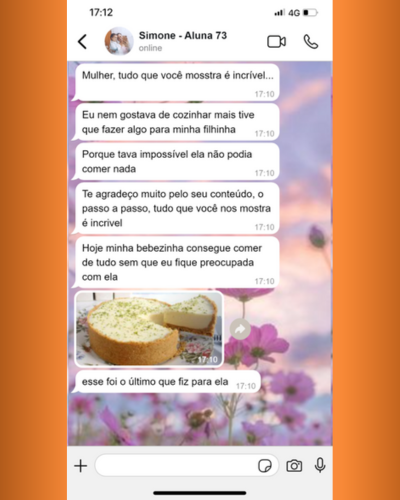 17:12
4G
Simone - Aluna 73
online
Mulher, tudo que você mosstra é incrível...
17:10
Eu nem gostava de cozinhar mais tive
que fazer algo para minha filhinha
17:10
Porque tava impossível ela não podia
comer nada
17:10
Te agradeço muito pelo seu conteúdo, o
passo a passo, tudo que você nos mostra
é incrivel
17:10
Hoje minha bebezinha consegue comer
de tudo sem que eu fique preocupada
com ela
17:10
17:10
esse foi o último que fiz para ela
17:10